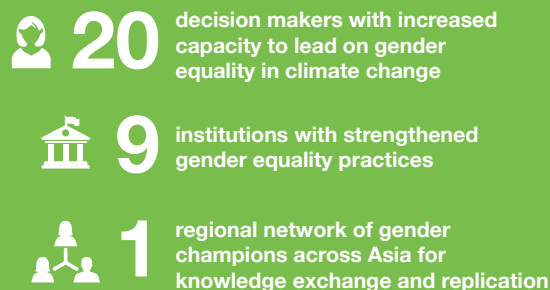 20
decision makers with increased
capacity to lead on gender
equality in climate change
9
institutions with strengthened
gender equality practices
1
regional network of gender
champions across Asia for
knowledge exchange and replication